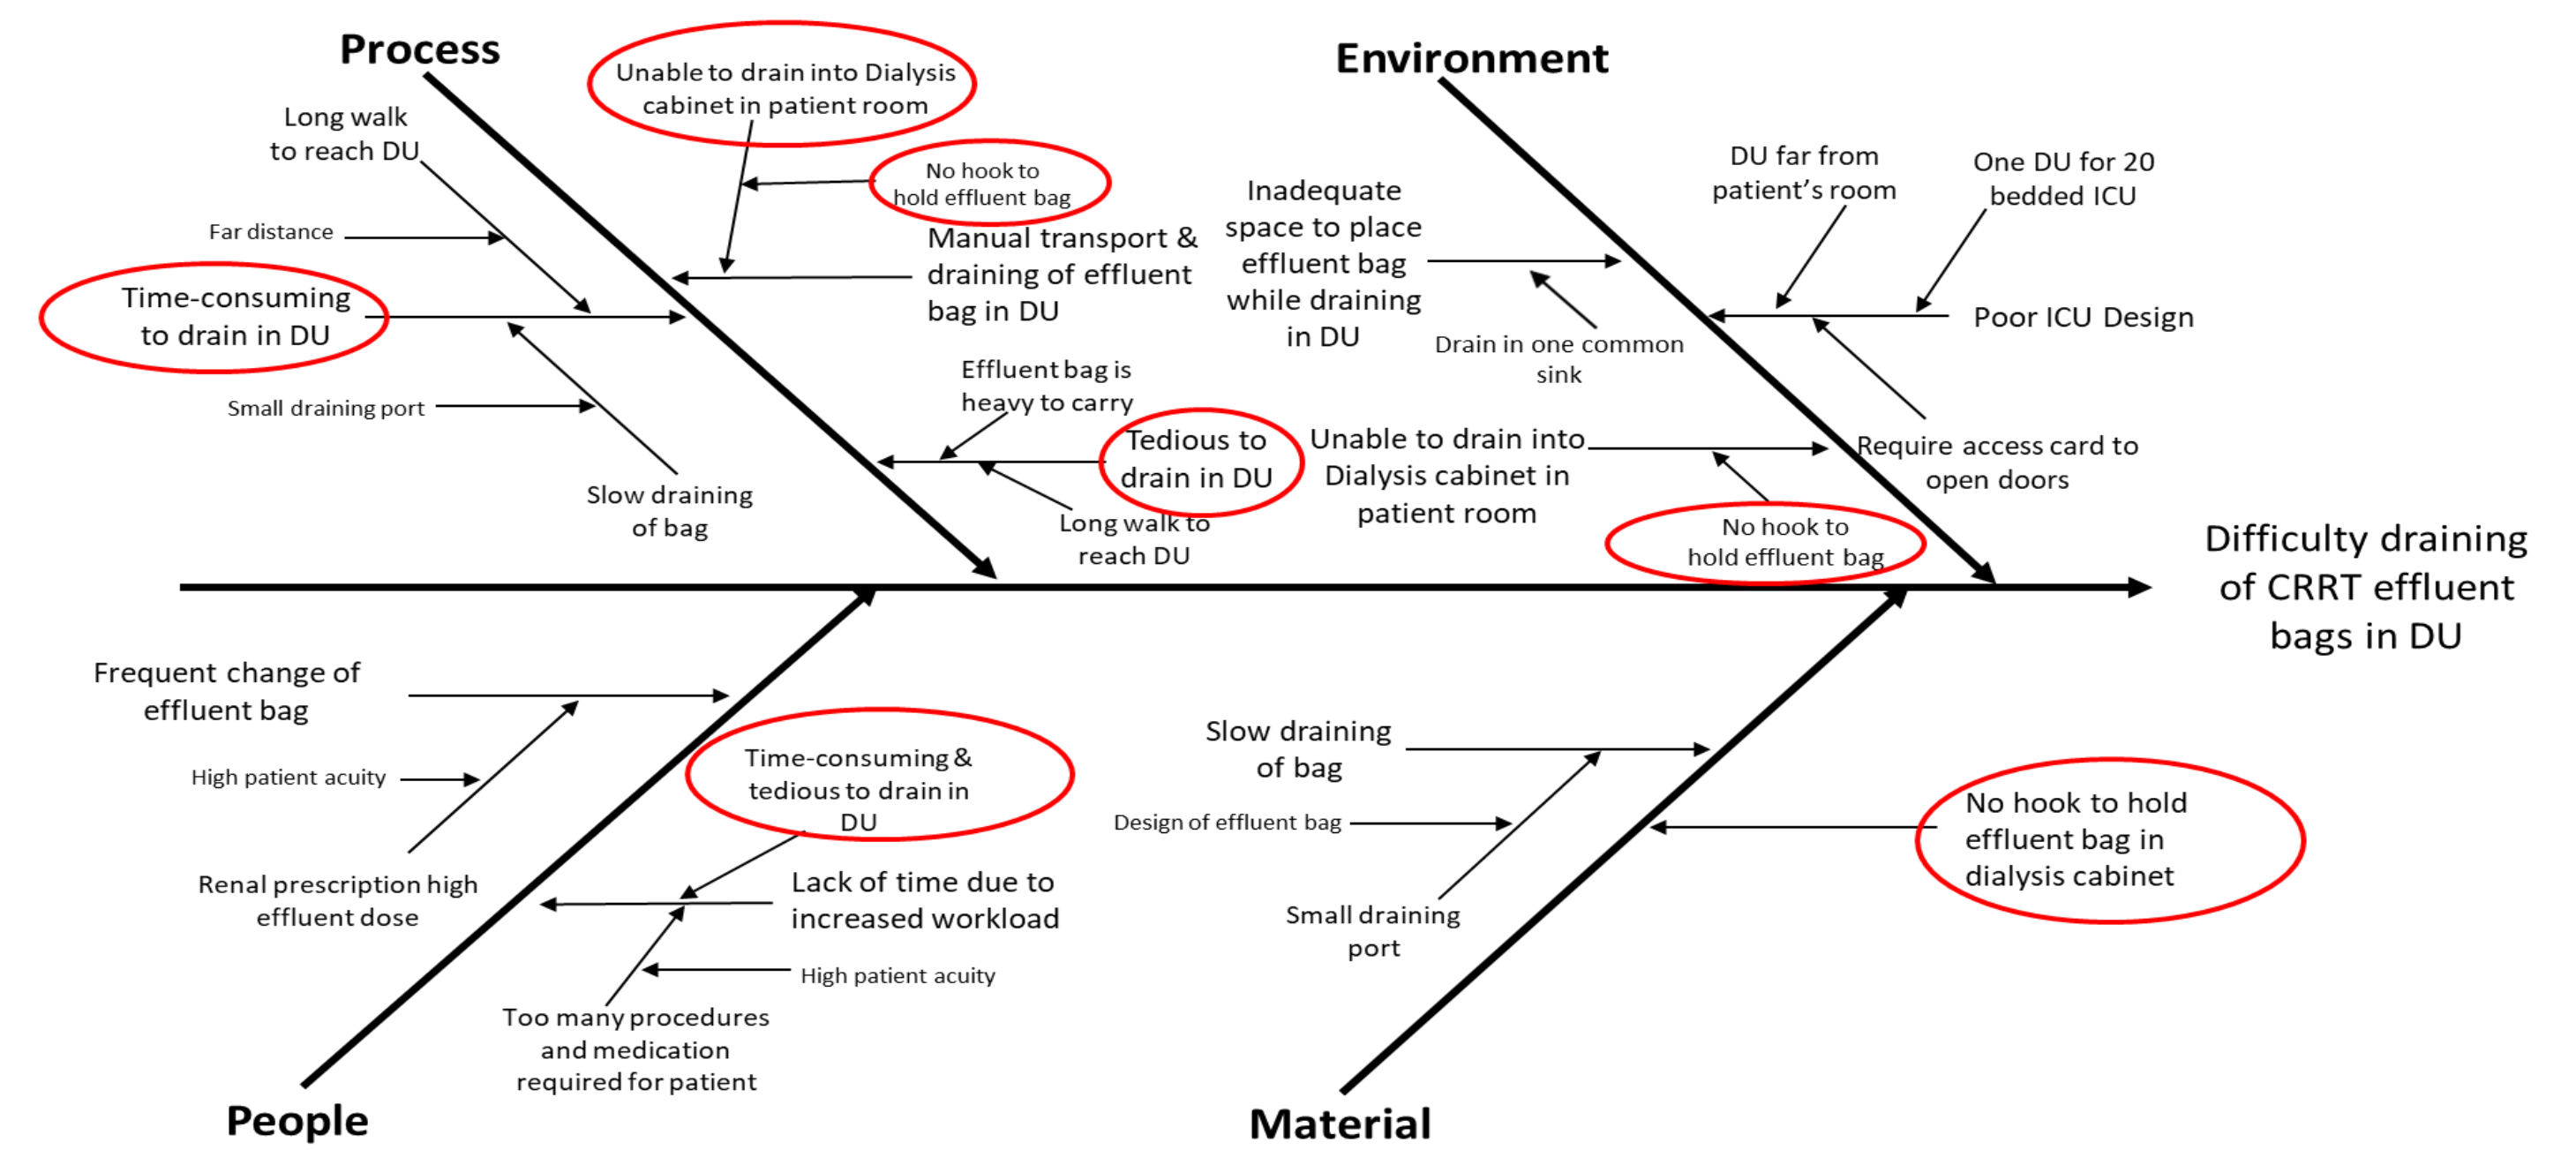 Process
Unable to drain into Dialysis
cabinet in patient room
Long walk
to reach DU
No hook to
hold effluent bag
Far distance
Manual transport &
draining of effluent
bag in DU
Time-consuming
to drain in DU
Effluent bag is
heavy to carry
Small draining port
Tedious to
drain in DU
Slow draining
of bag
Long walk to
reach DU
Environment
DU far from
patient's room
One DU for 20
bedded ICU
Inadequate
space to place
effluent bag
while draining
in DU
Poor ICU Design
Drain in one common
sink
Unable to drain into
Dialysis cabinet in
patient room
Require access card to
open doors
No hook to
hold effluent bag
Difficulty draining
of CRRT effluent
bags in DU
Frequent change of
effluent bag
Time-consuming &
tedious to drain in
DU
High patient acuity
Renal prescription high
effluent dose
Lack of time due to
increased workload
High patient acuity
Too many procedures
and medication
required for patient
People
Slow draining
of bag
No hook to hold
effluent bag in
dialysis cabinet
Design of effluent bag
Small draining
port
Material